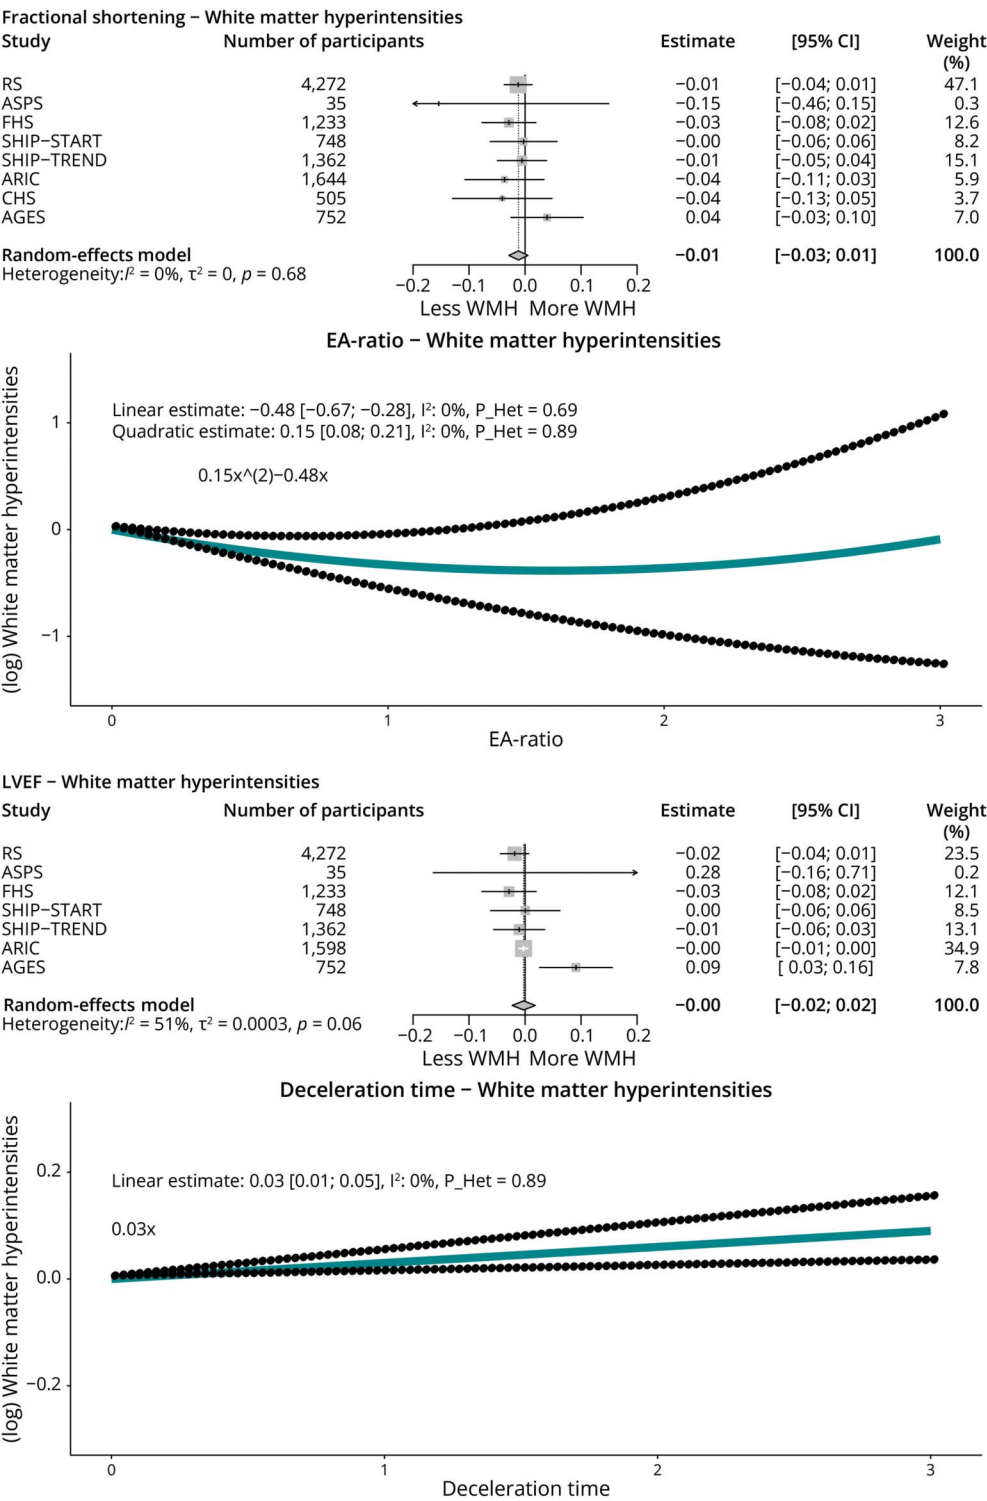 Fractional shortening − White matter hyperintensities
Study Number of participants Estimate [95% CI] Weight
(%)
RS 4,272 −0.01 [−0.04; 0.01] 47.1
ASPS 35 −0.15 [−0.46; 0.15] 0.3
FHS 1,233 −0.03 [−0.08; 0.02] 12.6
SHIP−START 748 −0.00 [−0.06; 0.06] 8.2
SHIP−TREND 1,362 −0.01 [−0.05; 0.04] 15.1
ARIC 1,644 −0.04 [−0.11; 0.03] 5.9
CHS 505 −0.04 [−0.13; 0.05] 3.7
AGES 752 0.04 [−0.03; 0.10] 7.0
Random-effects model −0.01 [−0.03; 0.01] 100.0
Heterogeneity:I² = 0%, τ² = 0, p = 0.68
−0.2 −0.1 0.0 0.1 0.2
Less WMH More WMH
EA-ratio − White matter hyperintensities
(log) White matter hyperintensities
Linear estimate: −0.48 [−0.67; −0.28], I²: 0%, P_Het = 0.69
Quadratic estimate: 0.15 [0.08; 0.21], I²: 0%, P_Het = 0.89
0.15x^(2)−0.48x
1
0
−1
0 1 2 3
EA-ratio
LVEF − White matter hyperintensities
Study Number of participants Estimate [95% CI] Weight
(%)
RS 4,272 −0.02 [−0.04; 0.01] 23.5
ASPS 35 0.28 [−0.16; 0.71] 0.2
FHS 1,233 −0.03 [−0.08; 0.02] 12.1
SHIP−START 748 0.00 [−0.06; 0.06] 8.5
SHIP−TREND 1,362 −0.01 [−0.06; 0.03] 13.1
ARIC 1,598 −0.00 [−0.01; 0.00] 34.9
AGES 752 0.09 [ 0.03; 0.16] 7.8
Random-effects model −0.00 [−0.02; 0.02] 100.0
Heterogeneity:I² = 51%, τ² = 0.0003, p = 0.06
−0.2 −0.1 0.0 0.1 0.2
Less WMH More WMH
Deceleration time − White matter hyperintensities
(log) White matter hyperintensities
Linear estimate: 0.03 [0.01; 0.05], I²: 0%, P_Het = 0.89
0.03x
0.2
0.0
−0.2
0 1 2 3
Deceleration time